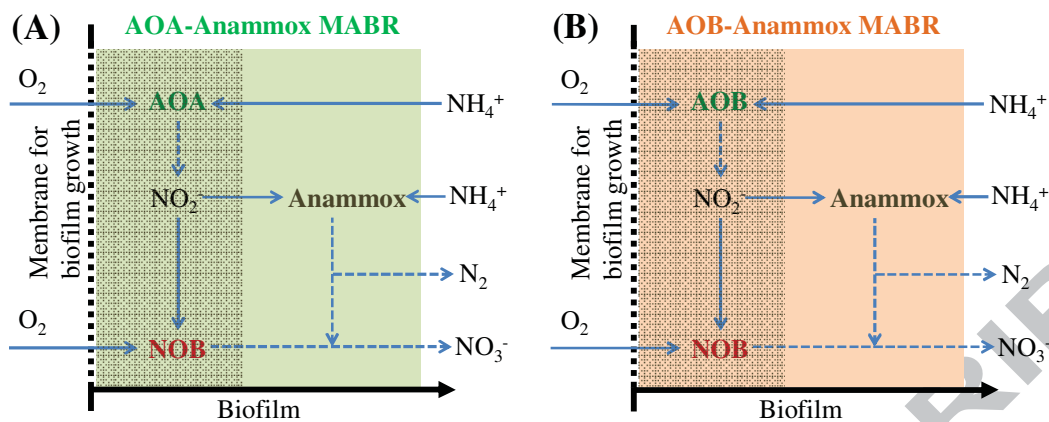 (A)
AOA-Anammox MABR
O₂
AOA
NH₄⁺
Membrane for
biofilm growth
NO₂⁻
Anammox
NH₄⁺
N₂
O₂
NOB
NO₃⁻
Biofilm
(B)
AOB-Anammox MABR
O₂
AOB
NH₄⁺
Membrane for
biofilm growth
NO₂⁻
Anammox
NH₄⁺
N₂
O₂
NOB
NO₃⁻
Biofilm